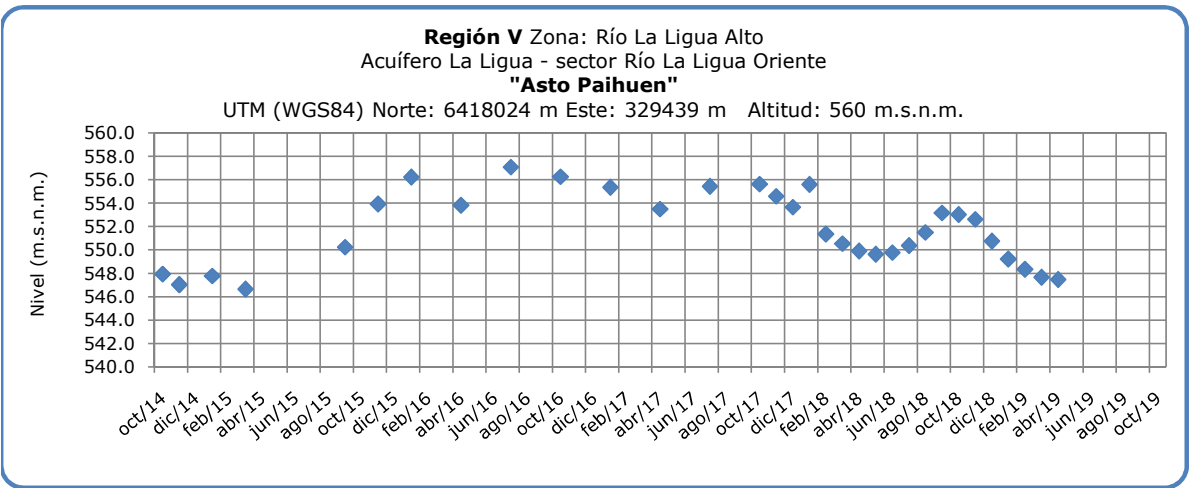 Región V Zona: Río La Ligua Alto
Acuífero La Ligua - sector Río La Ligua Oriente
"Asto Paihuen"
UTM (WGS84) Norte: 6418024 m Este: 329439 m Altitud: 560 m.s.n.m.
Nivel (m.s.n.m.)
560.0
558.0
556.0
554.0
552.0
550.0
548.0
546.0
544.0
542.0
540.0
oct/14
dic/14
feb/15
abr/15
jun/15
ago/15
oct/15
dic/15
feb/16
abr/16
jun/16
ago/16
oct/16
dic/16
feb/17
abr/17
jun/17
ago/17
oct/17
dic/17
feb/18
abr/18
jun/18
ago/18
oct/18
dic/18
feb/19
abr/19
jun/19
ago/19
oct/19